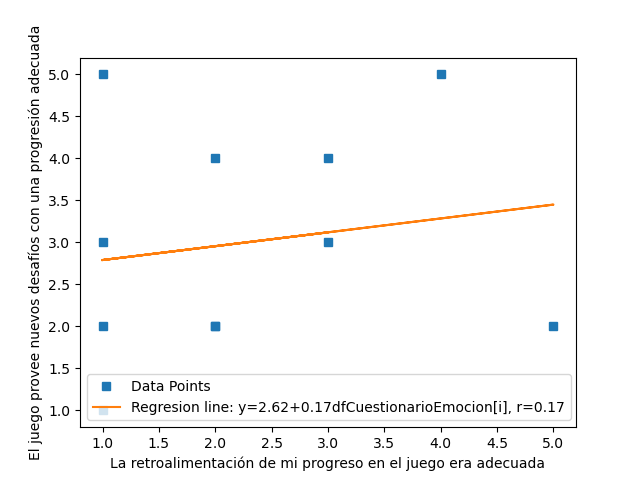 El juego provee nuevos desafíos con una progresión adecuada
5.0
4.5
4.0
3.5
3.0
2.5
2.0
1.5
1.0
Data Points
Regresion line: y=2.62+0.17dfCuestionarioEmocion[i], r=0.17
1.0 1.5 2.0 2.5 3.0 3.5 4.0 4.5 5.0
La retroalimentación de mi progreso en el juego era adecuada